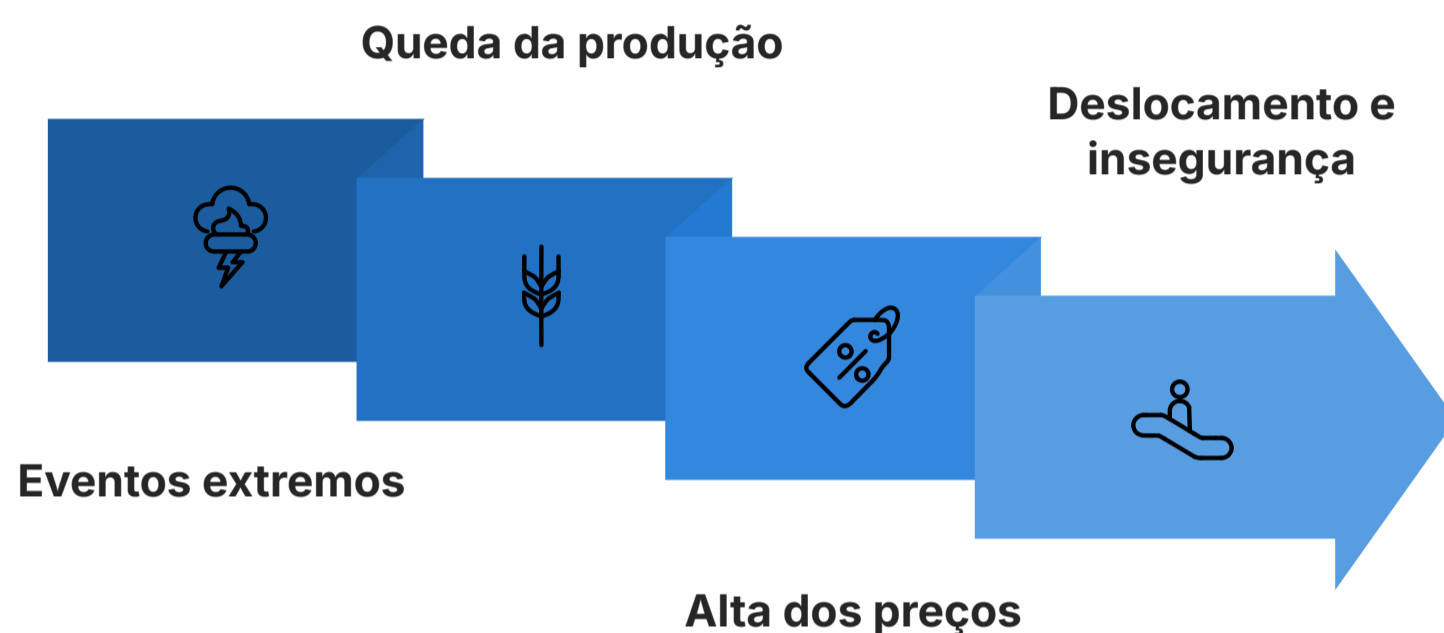 Queda da produção
Deslocamento e
insegurança
Eventos extremos
Alta dos preços